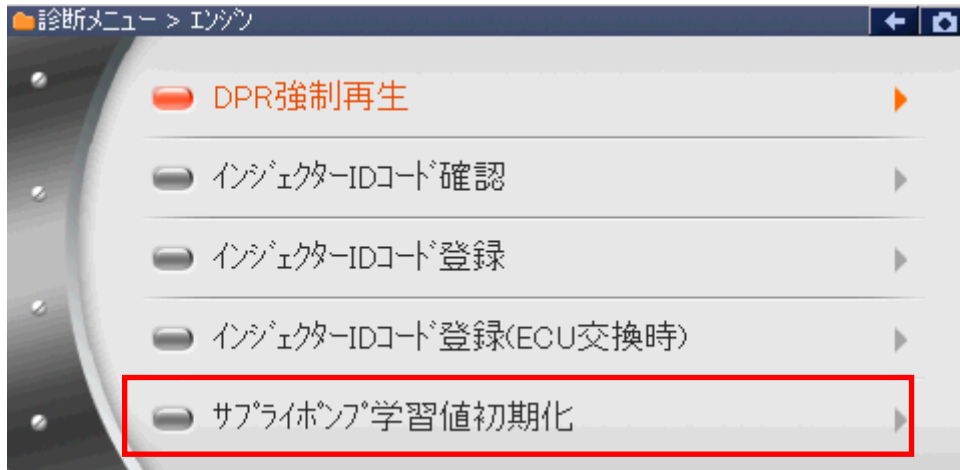 診断メニュー > エンジン
DPR強制再生
インジェクターIDコード確認
インジェクターIDコード登録
インジェクターIDコード登録(ECU交換時)
サプライポンプ学習値初期化